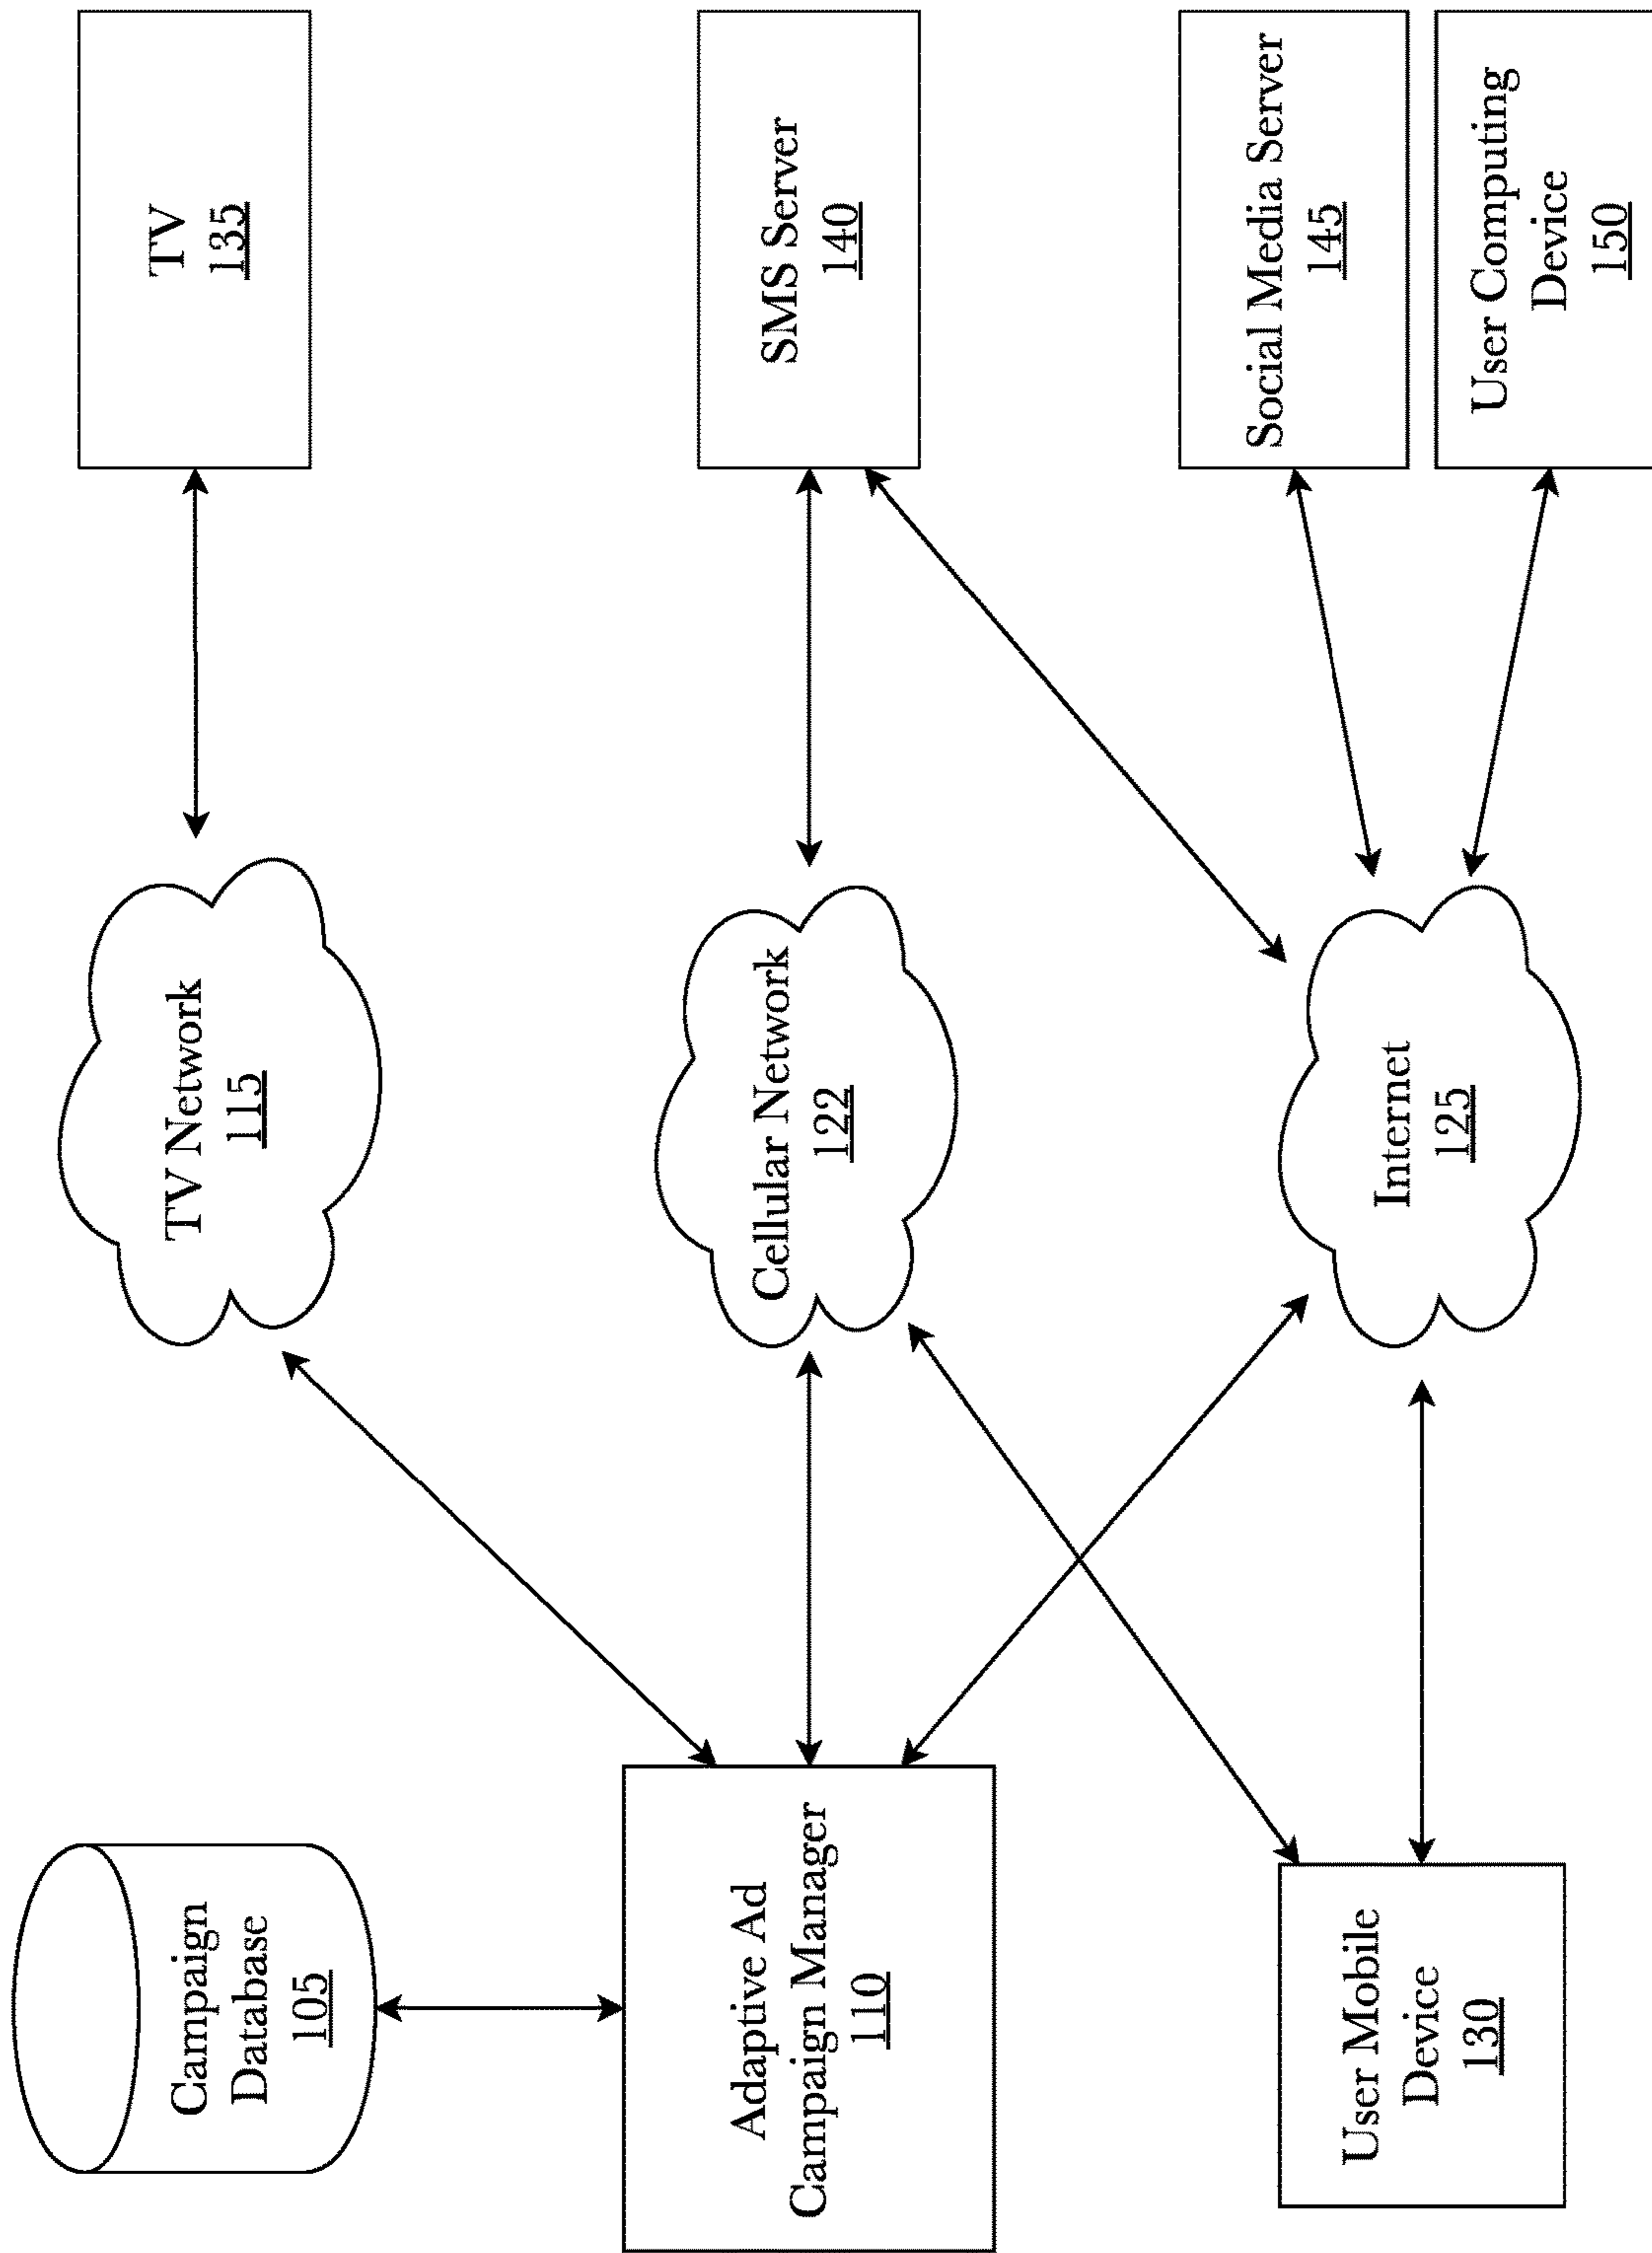 Campaign
Database
105
Adaptive Ad
Campaign Manager
110
User Mobile
Device
130
TV Network
115
Cellular Network
122
Internet
125
TV
135
SMS Server
140
Social Media Server
145
User Computing
Device
150